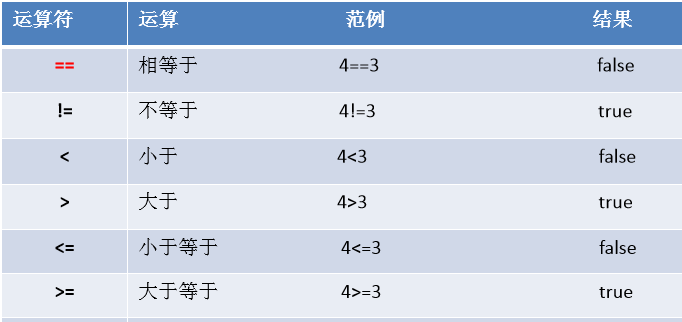 运算符 运算 范例 结果
== 相等于 4==3 false
!= 不等于 4!=3 true
< 小于 4<3 false
> 大于 4>3 true
<= 小于等于 4<=3 false
>= 大于等于 4>=3 true